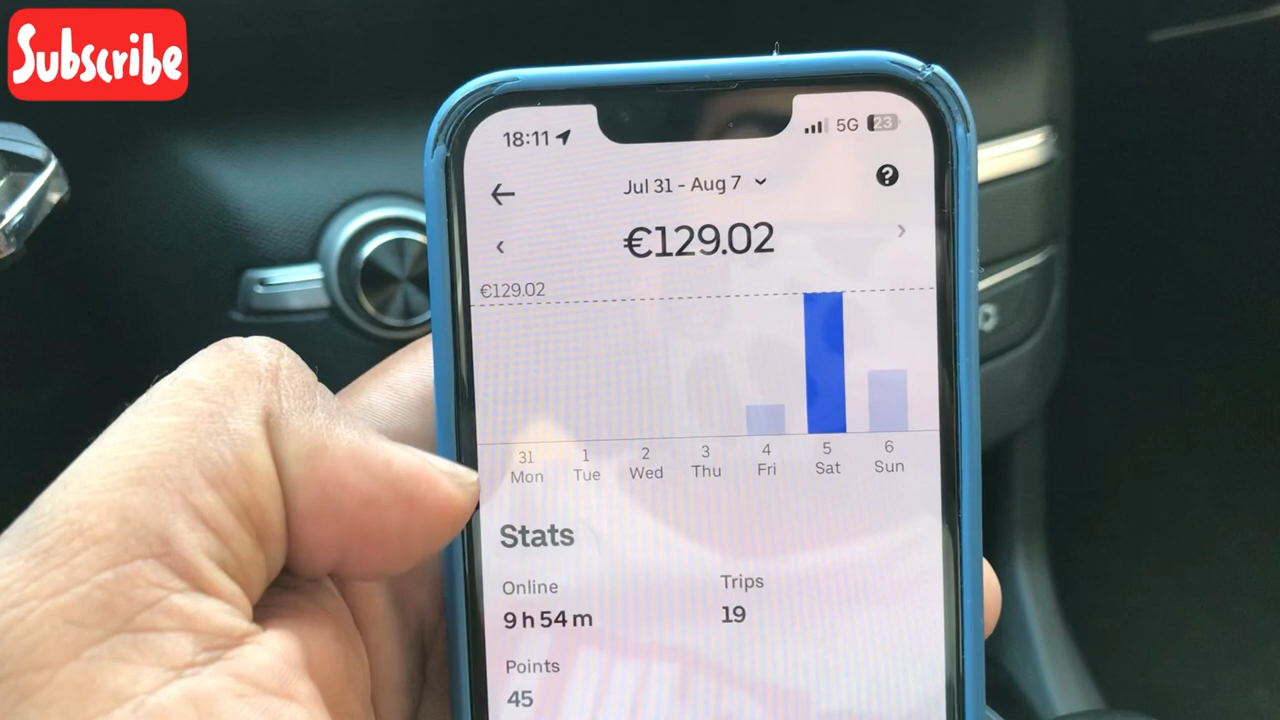 Subscribe
18:11 5G 23
Jul 31 - Aug 7 ?
€129.02
€129.02
31 1 2 3 4 5 6
Mon Tue Wed Thu Fri Sat Sun
Stats
Online Trips
9 h 54 m 19
Points
45